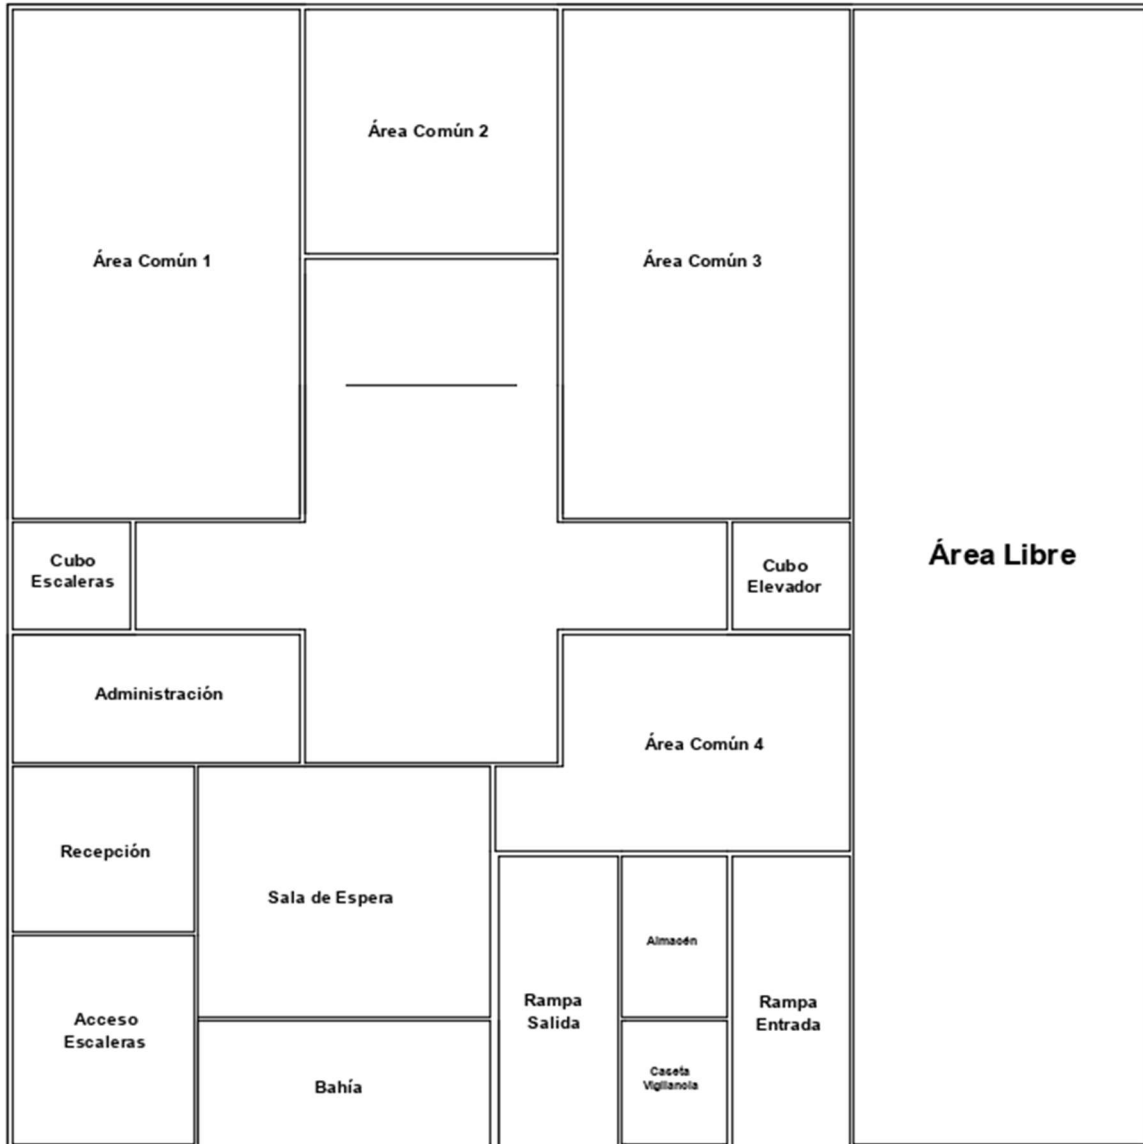 Área Común 2
Área Común 1
Área Común 3
Área Libre
Cubo
Escaleras
Cubo
Elevador
Administración
Área Común 4
Recepción
Sala de Espera
Almacén
Rampa
Salida
Rampa
Entrada
Acceso
Escaleras
Caseta
Vigilancia
Bahía